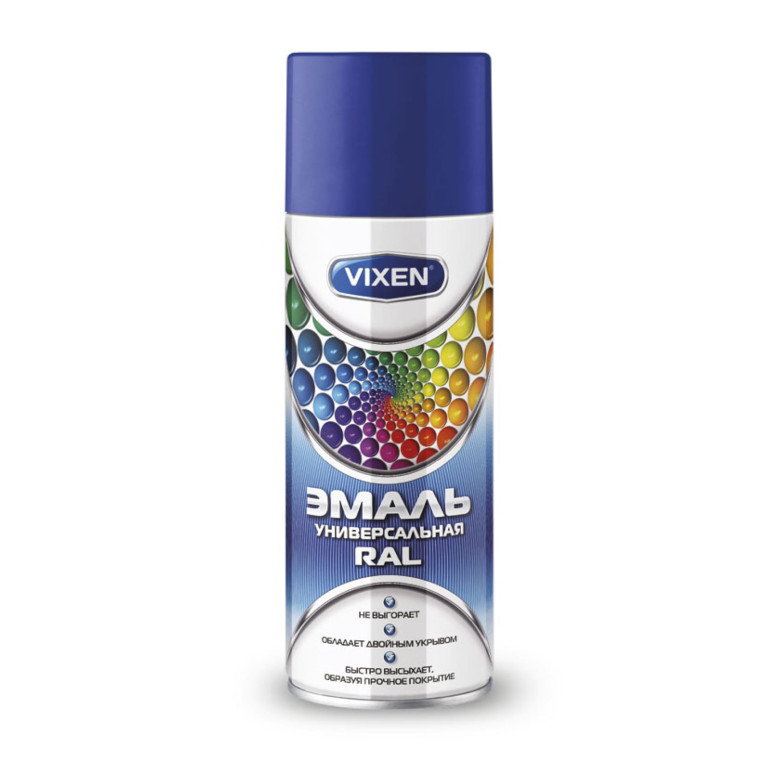 VIXEN®
ЭМАЛЬ
УНИВЕРСАЛЬНАЯ
RAL
НЕ ВЫГОРАЕТ
ОБЛАДАЕТ ДВОЙНЫМ УКРЫВОМ
БЫСТРО ВЫСЫХАЕТ,
ОБРАЗУЯ ПРОЧНОЕ ПОКРЫТИЕ